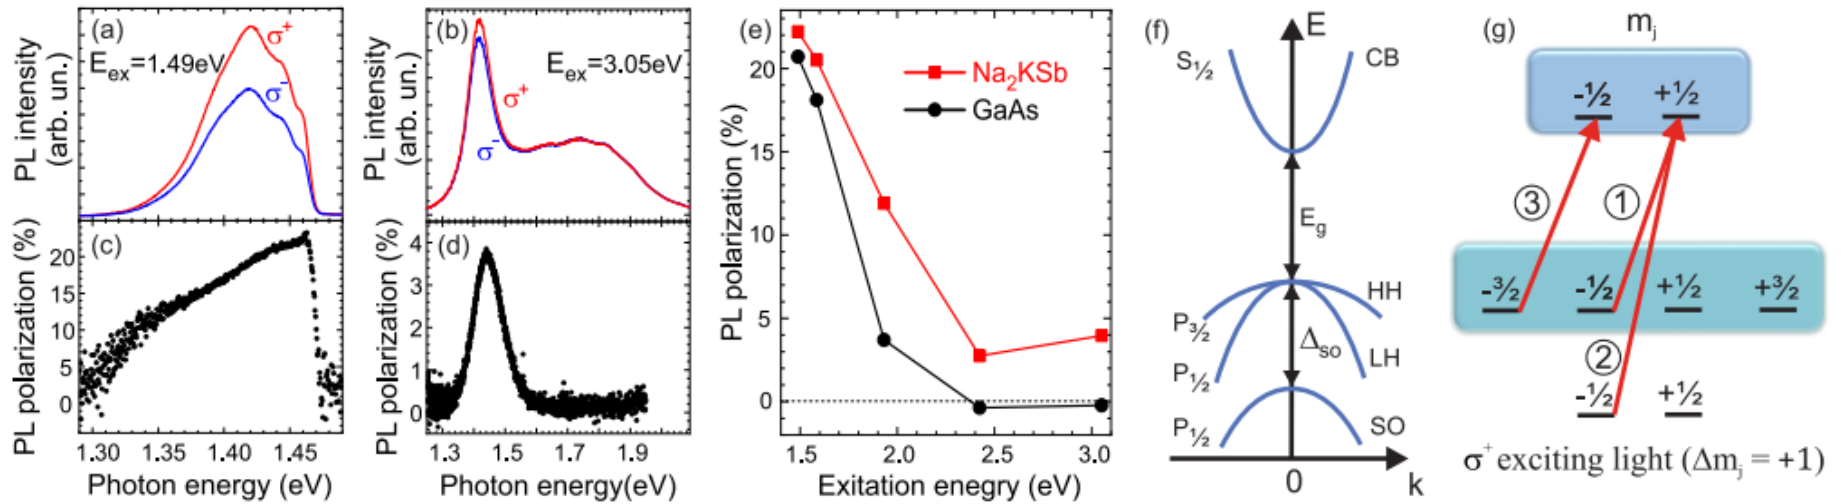 (a)
E_ex=1.49eV
σ⁺
σ⁻
PL intensity
(arb. un.)
(b)
E_ex=3.05eV
σ⁺
σ⁻
PL intensity
(arb. un.)
(c)
PL polarization (%)
20
15
10
5
0
1.30
1.35
1.40
1.45
Photon energy (eV)
(d)
PL polarization (%)
4
3
2
1
0
1.3
1.5
1.7
1.9
Photon energy(eV)
(e)
PL polarization (%)
20
15
10
5
0
Na₂KSb
GaAs
1.5
2.0
2.5
3.0
Exitation enegry (eV)
(f)
E
S½
CB
E_g
HH
P3⁄2
Δ_so
LH
P½
P½
SO
0
k
(g)
m_j
-½ +½
③ ①
-3⁄2 -½ +½ +3⁄2
②
-½ +½
σ⁺ exciting light (Δm_j = +1)